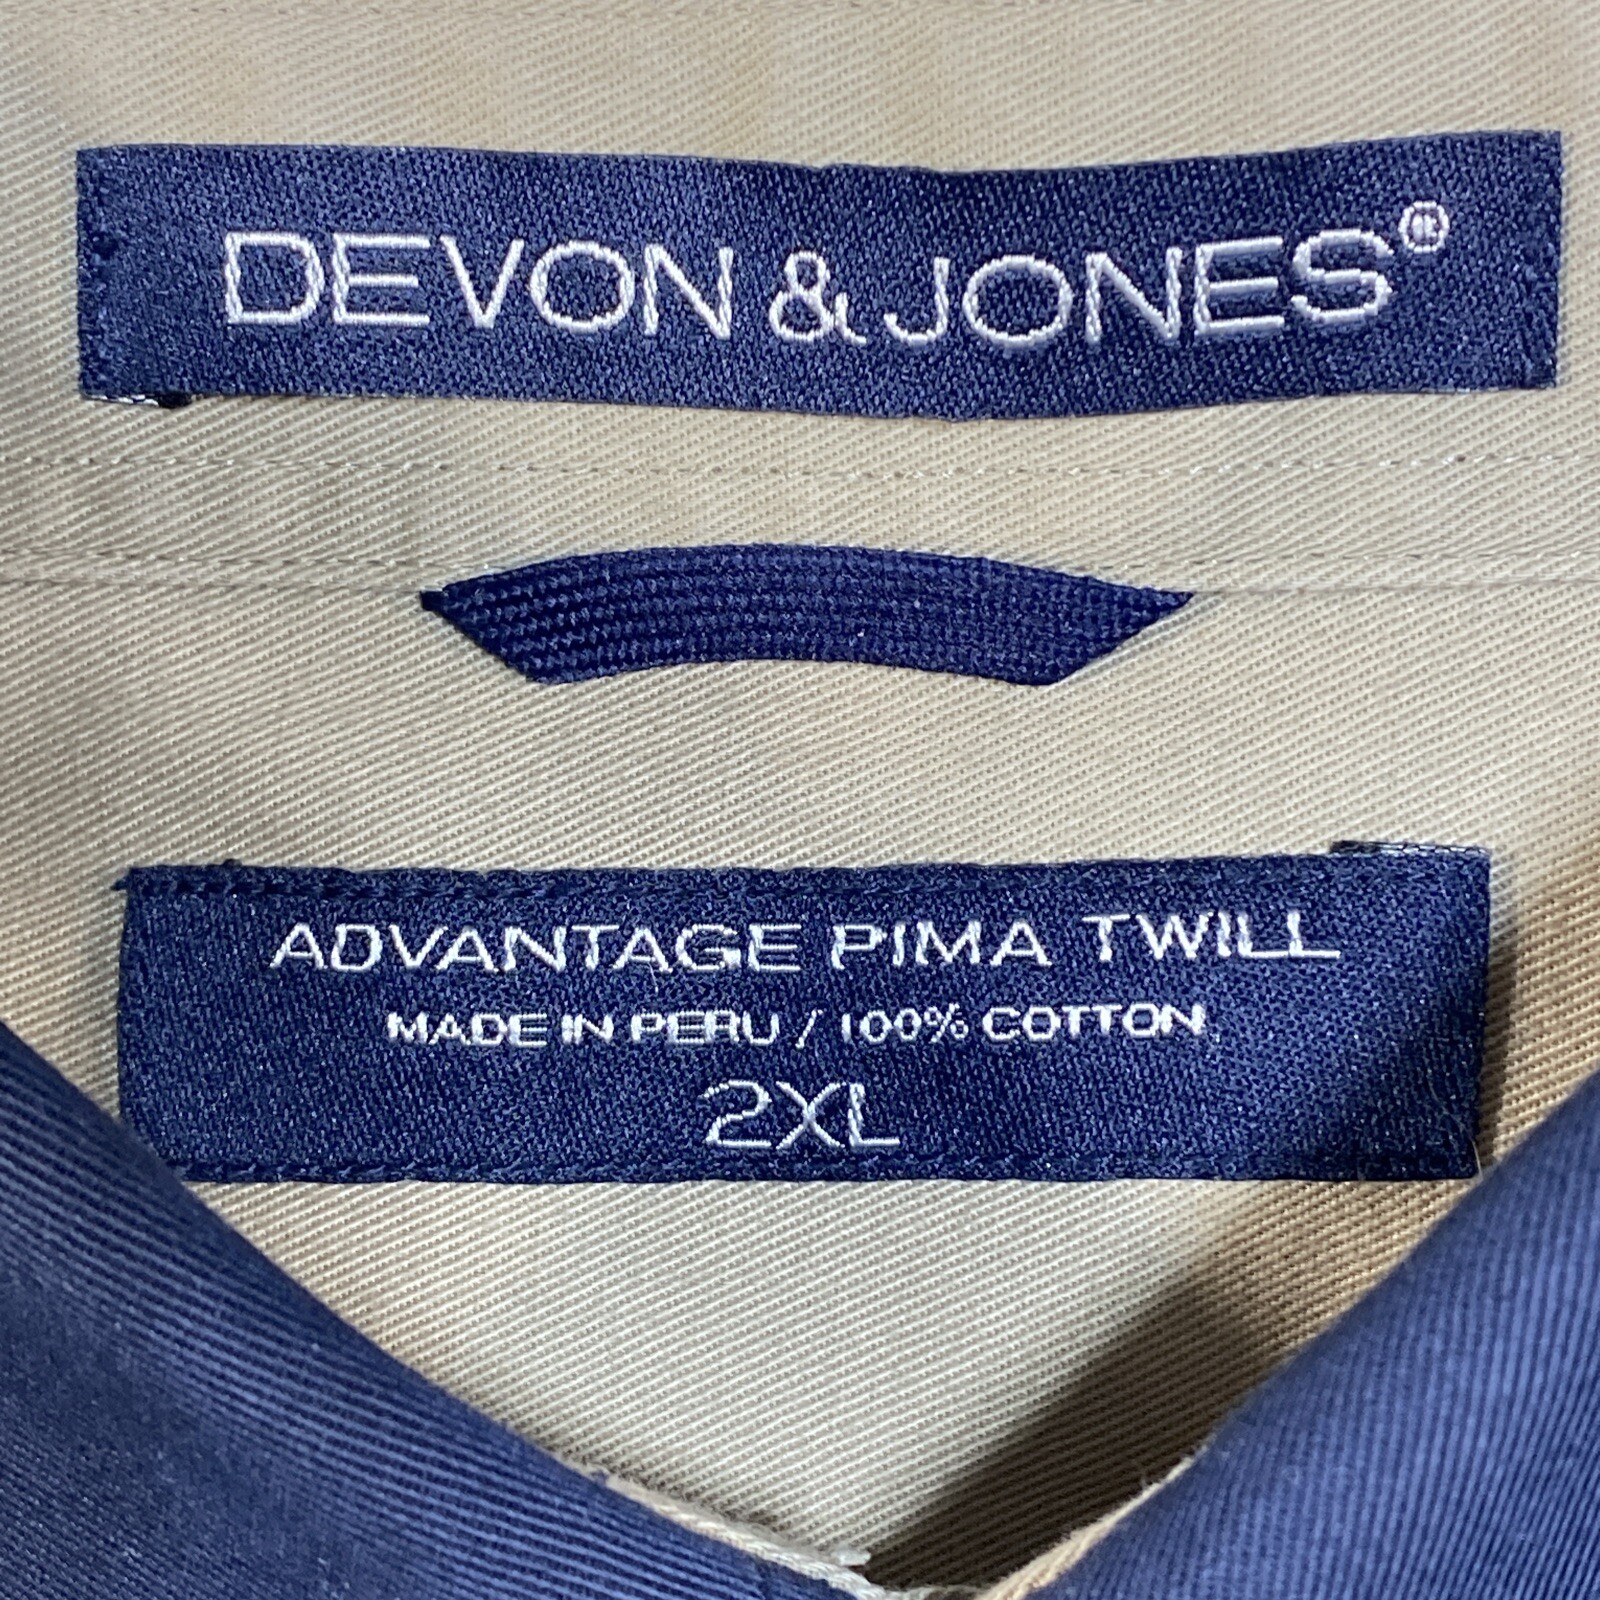 DEVON & JONES®
ADVANTAGE PIMA TWILL
MADE IN PERU / 100% COTTON
2XL